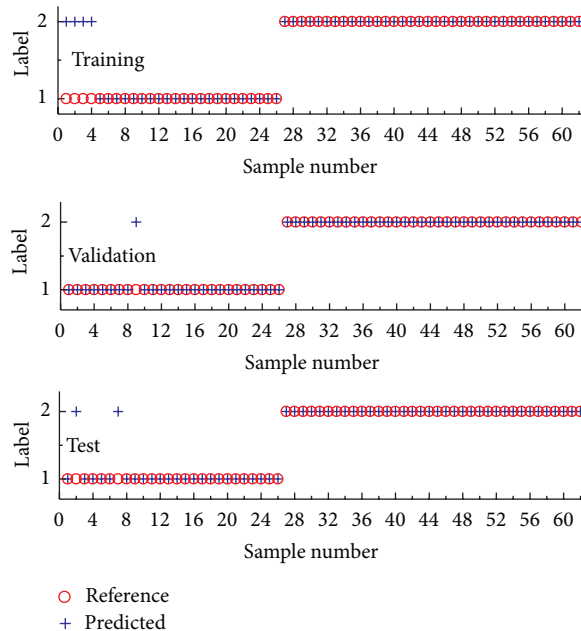 2
Training
1
Label
0 4 8 12 16 20 24 28 32 36 40 44 48 52 56 60
Sample number
2
Validation
1
Label
0 4 8 12 16 20 24 28 32 36 40 44 48 52 56 60
Sample number
2
Test
1
Label
0 4 8 12 16 20 24 28 32 36 40 44 48 52 56 60
Sample number
Reference
Predicted